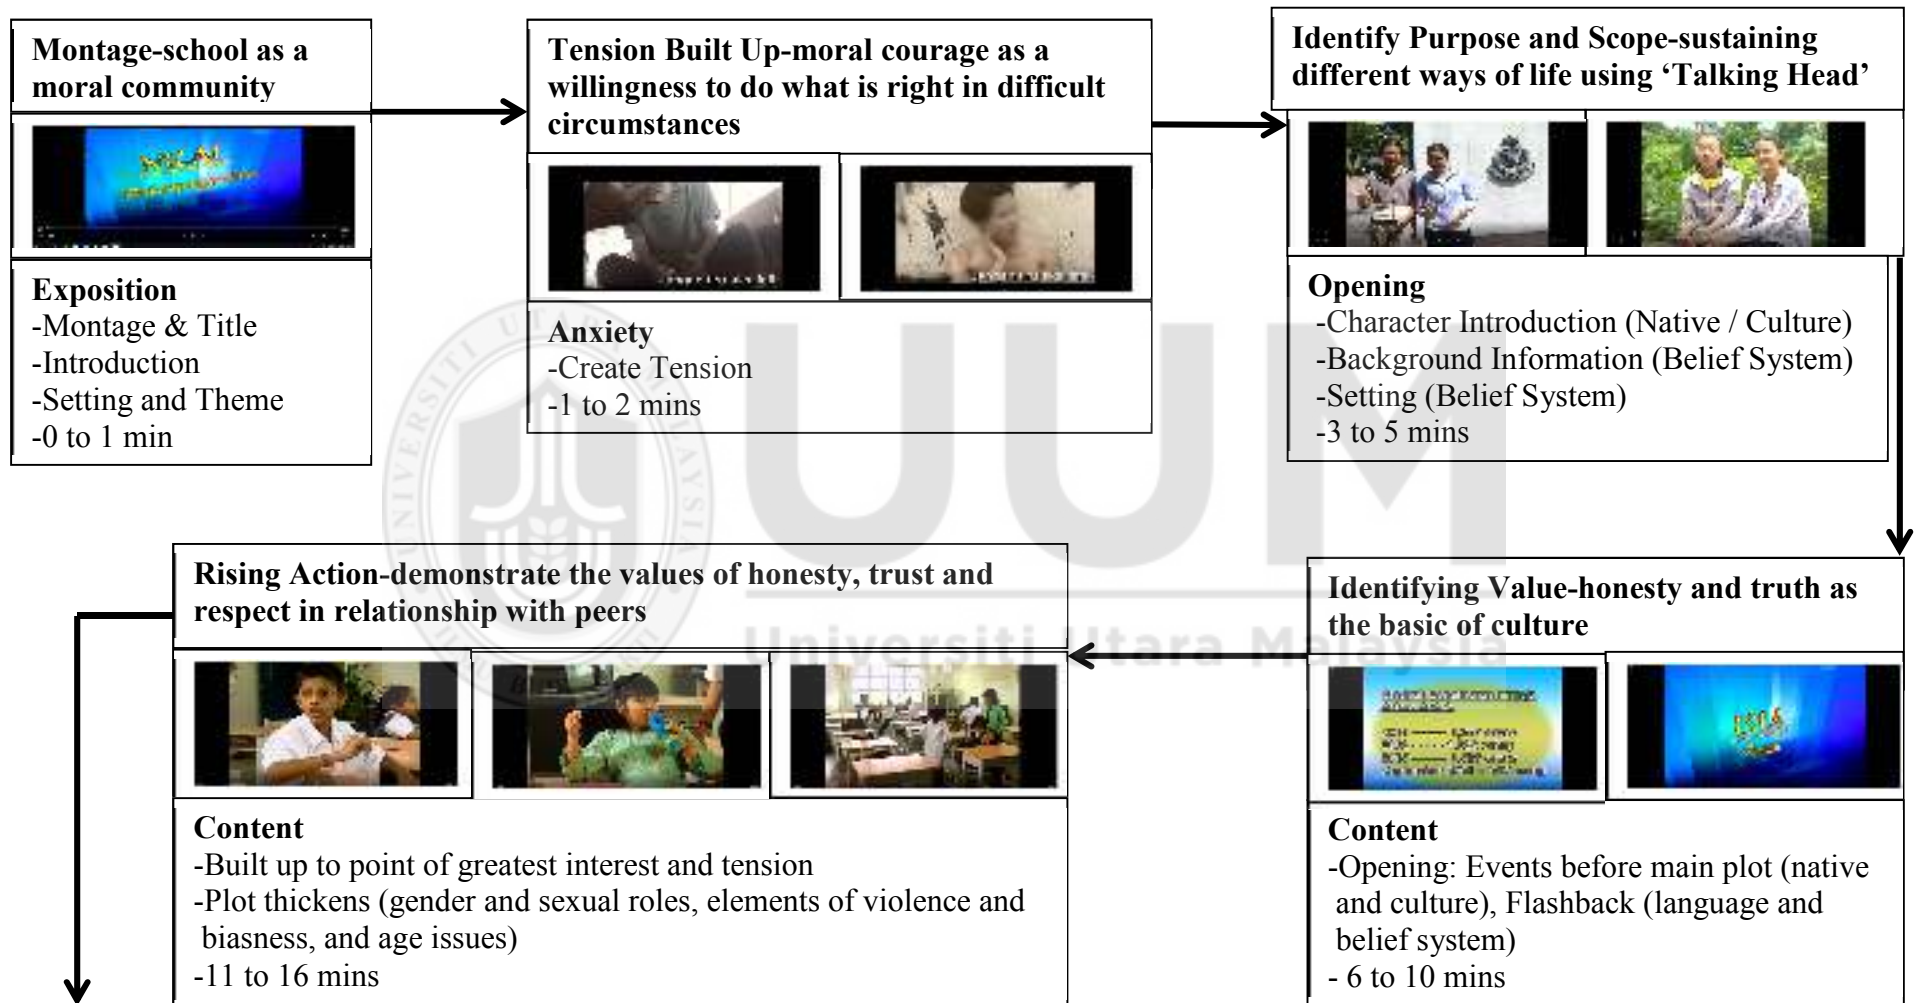 Montage-school as a
moral community
Exposition
-Montage & Title
-Introduction
-Setting and Theme
-0 to 1 min
Tension Built Up-moral courage as a
willingness to do what is right in difficult
circumstances
Anxiety
-Create Tension
-1 to 2 mins
Identify Purpose and Scope-sustaining
different ways of life using ‘Talking Head’
Opening
-Character Introduction (Native / Culture)
-Background Information (Belief System)
-Setting (Belief System)
-3 to 5 mins
Identifying Value-honesty and truth as
the basic of culture
Content
-Opening: Events before main plot (native
and culture), Flashback (language and
belief system)
- 6 to 10 mins
Rising Action-demonstrate the values of honesty, trust and
respect in relationship with peers
Content
-Built up to point of greatest interest and tension
-Plot thickens (gender and sexual roles, elements of violence and
biasness, and age issues)
-11 to 16 mins
UUM
Universiti Utara Malaysia
UNIVERSITI UTARA MALAYSIA